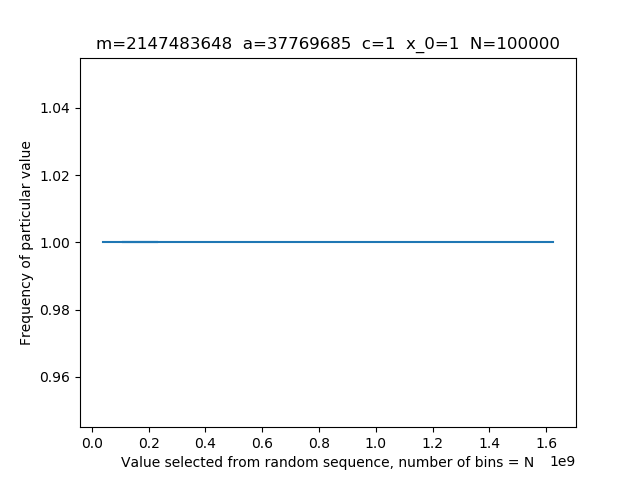 m=2147483648 a=37769685 c=1 x_0=1 N=100000
Frequency of particular value
1.04
1.02
1.00
0.98
0.96
0.0 0.2 0.4 0.6 0.8 1.0 1.2 1.4 1.6
1e9
Value selected from random sequence, number of bins = N